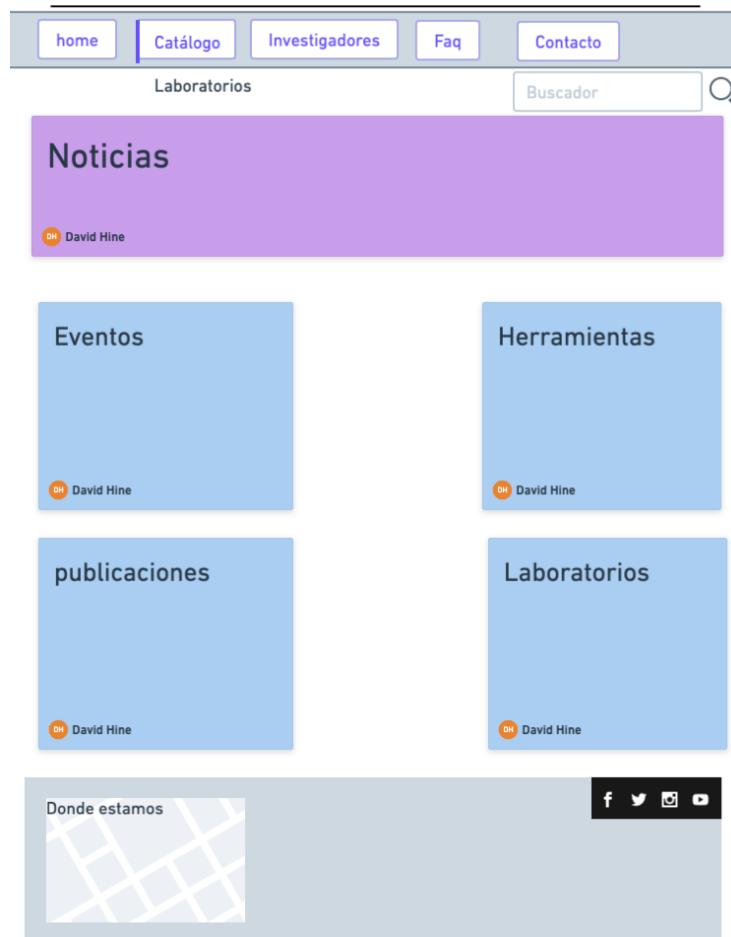 home Catálogo Investigadores Faq Contacto
Laboratorios Buscador
Noticias
DH David Hine
Eventos Herramientas
DH David Hine DH David Hine
publicaciones Laboratorios
DH David Hine DH David Hine
Donde estamos